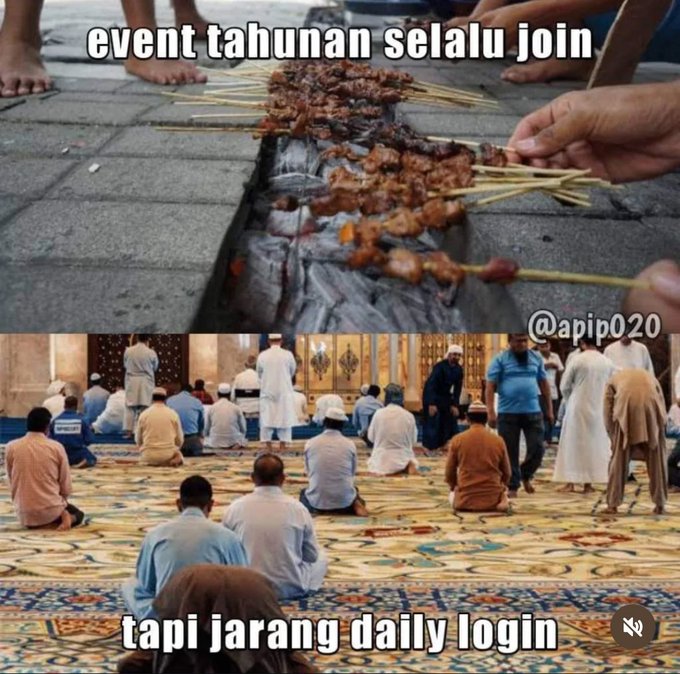 event tahunan selalu join
@apip020
tapi jarang daily login